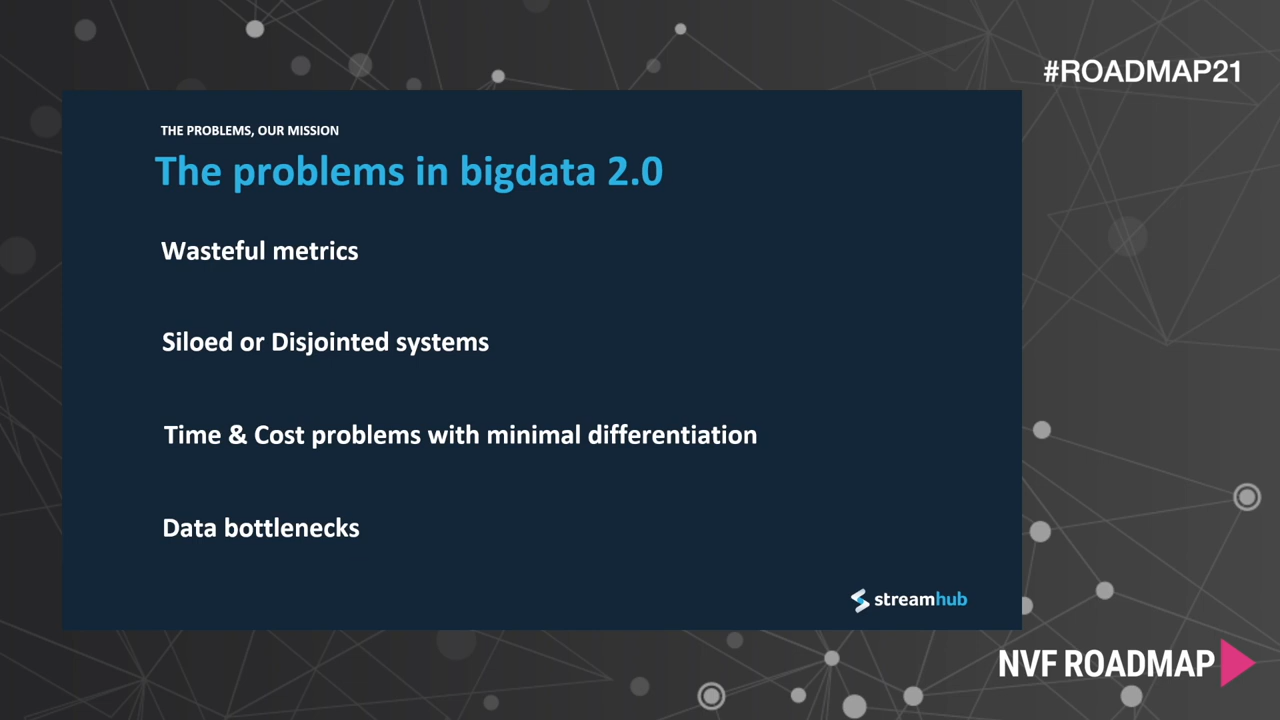 #ROADMAP21
THE PROBLEMS, OUR MISSION
The problems in bigdata 2.0
Wasteful metrics
Siloed or Disjointed systems
Time & Cost problems with minimal differentiation
Data bottlenecks
streamhub
NVF ROADMAP